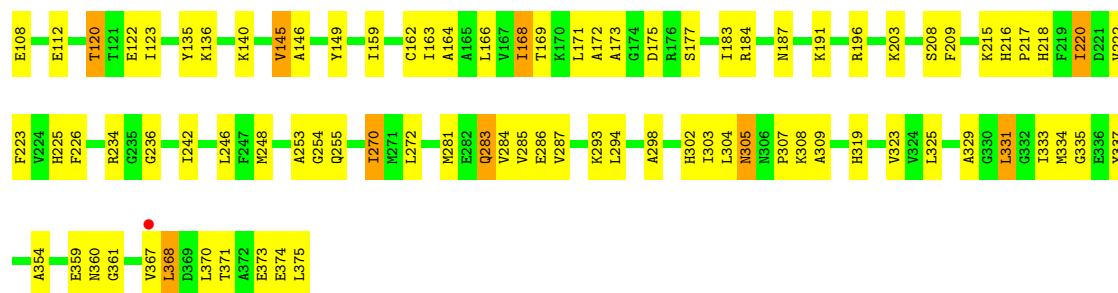 E108 E112 T120 T121 E122 I123 Y135 K136 K140 V145 A146 Y149 I159 C162 I163 A164 A165 L166 V167 I168 T169 K170 L171 A172 A173 G174 D175 R176 S177 I183 R184 N187 K191 R196 K203 S208 F209 K215 H216 P217 H218 F219 I220 D221
F223 V224 H225 F226 R234 G235 G236 I242 L246 F247 M248 A253 G254 Q255 I270 M271 L272 M281 E282 Q283 V284 V285 E286 V287 K293 L294 A298 H302 I303 L304 N305 N306 P307 K308 A309 H319 V323 V324 L325 A329 G330 L331 G332 I333 M334 G335 E336
A354 E359 N360 G361 V367 L368 D369 L370 T371 A372 E373 E374 L375